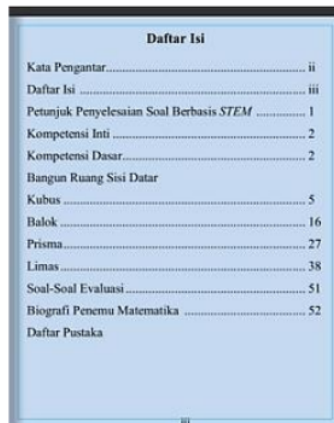 Daftar Isi
Kata Pengantar.......................................................... ii
Daftar Isi .................................................................. iii
Petunjuk Penyelesaian Soal Berbasis STEM ............... 1
Kompetensi Inti ......................................................... 2
Kompetensi Dasar...................................................... 2
Bangun Ruang Sisi Datar
Kubus ........................................................................ 5
Balok ......................................................................... 16
Prisma........................................................................ 27
Limas ......................................................................... 38
Soal-Soal Evaluasi ..................................................... 51
Biografi Penemu Matematika .................................... 52
Daftar Pustaka
iii